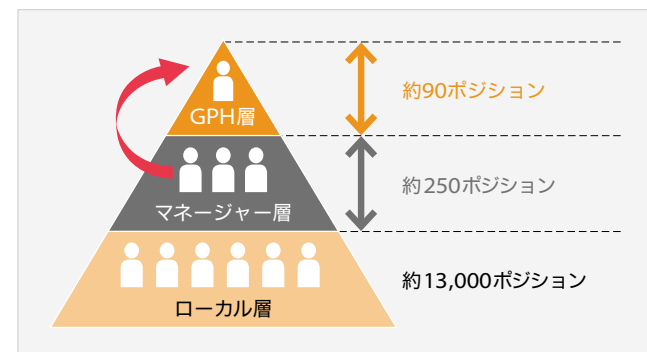 約90ポジション
GPH層
約250ポジション
マネージャー層
約13,000ポジション
ローカル層